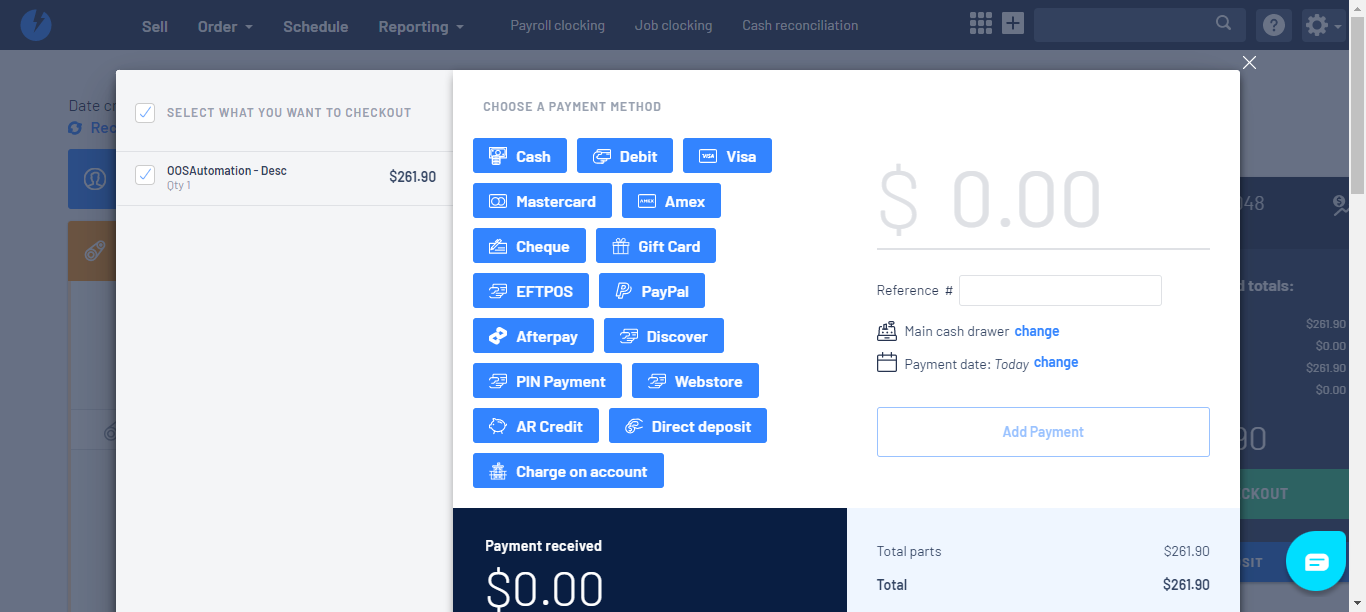 Sell Order Schedule Reporting Payroll clocking Job clocking Cash reconciliation
Date cr
Rec
SELECT WHAT YOU WANT TO CHECKOUT
OOSAutomation - Desc $261.90
Qty 1
CHOOSE A PAYMENT METHOD
Cash Debit VISA Visa
Mastercard AMEX Amex
Cheque Gift Card
EFTPOS PayPal
Afterpay Discover
PIN Payment Webstore
AR Credit Direct deposit
Charge on account
$ 0.00
Reference #
Main cash drawer change
Payment date: Today change
Add Payment
Payment received
$0.00
Total parts $261.90
Total $261.90
048
d totals:
$261.90
$0.00
$261.90
$0.00
90
CKOUT
SIT